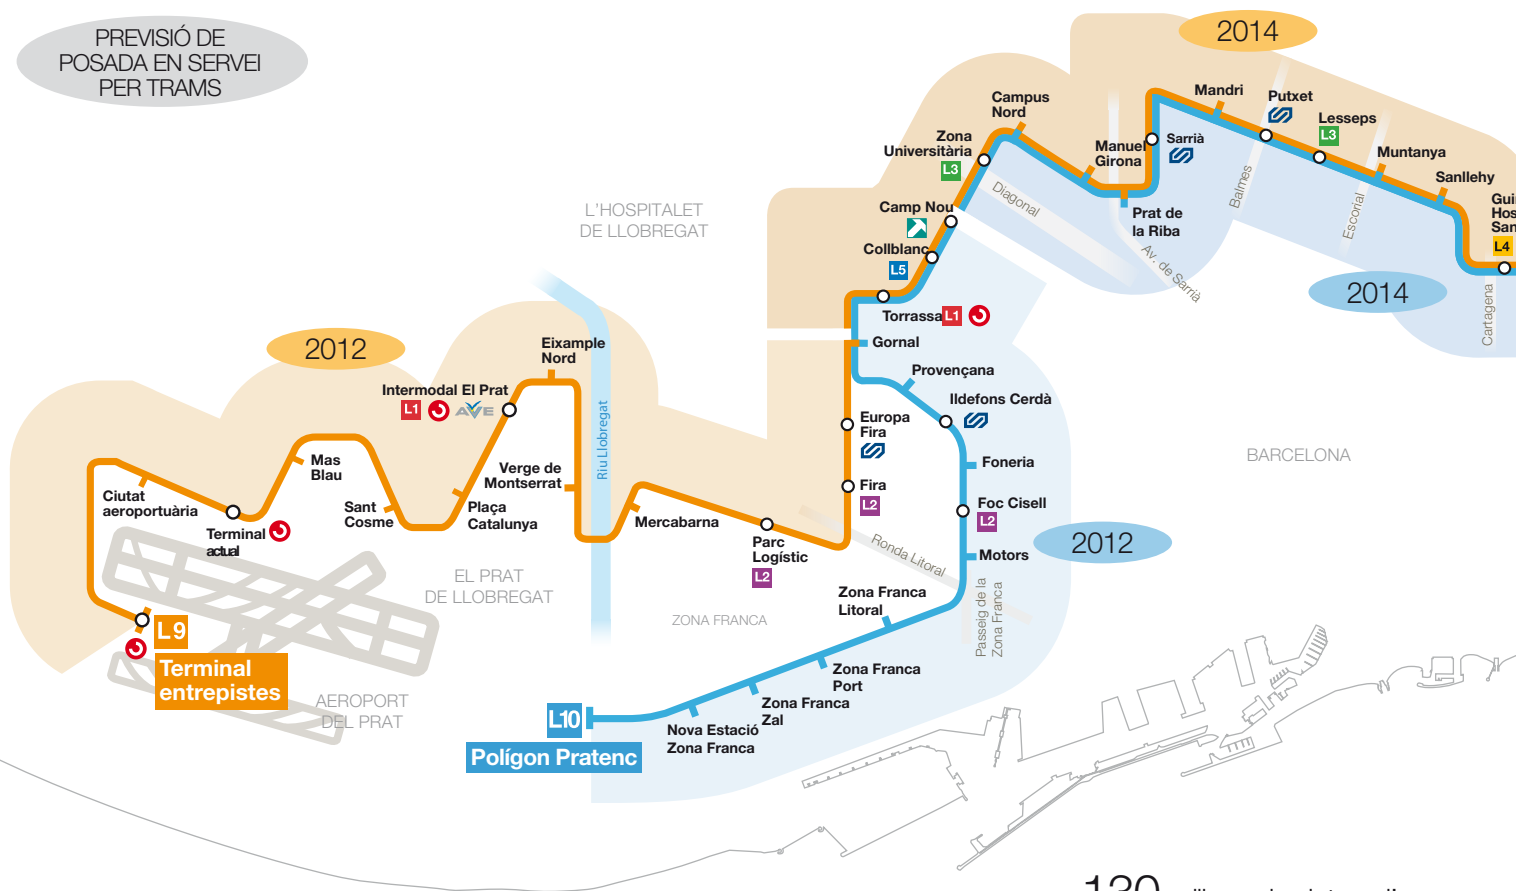 PREVISIÓ DE
POSADA EN SERVEI
PER TRAMS
2014
Mandri
Putxet
Lesseps
L3
Muntanya
Sanllehy
L4
Campus
Nord
Zona
Universitària
L3
Manuel
Girona
Sarrià
Prat de
la Riba
Diagonal
Av. de Sarrià
Balmes
Escorial
Cartagena
2014
Camp Nou
Collblanc
L5
Torrassa L1
L'HOSPITALET
DE LLOBREGAT
Gornal
Provençana
Ildefons Cerdà
Europa
Fira
Foneria
Fira
L2
Foc Cisell
L2
Motors
2012
BARCELONA
2012
Eixample
Nord
Intermodal El Prat
L1
AVE
Riu Llobregat
Verge de
Montserrat
Mas
Blau
Ciutat
aeroportuària
Sant
Cosme
Plaça
Catalunya
Mercabarna
Terminal
actual
Parc
Logístic
L2
Ronda Litoral
Passeig de la
Zona Franca
EL PRAT
DE LLOBREGAT
ZONA FRANCA
Zona Franca
Litoral
Zona Franca
Port
Zona Franca
Zal
Nova Estació
Zona Franca
L9
Terminal
entrepistes
AEROPORT
DEL PRAT
L10
Polígon Pratenc
130